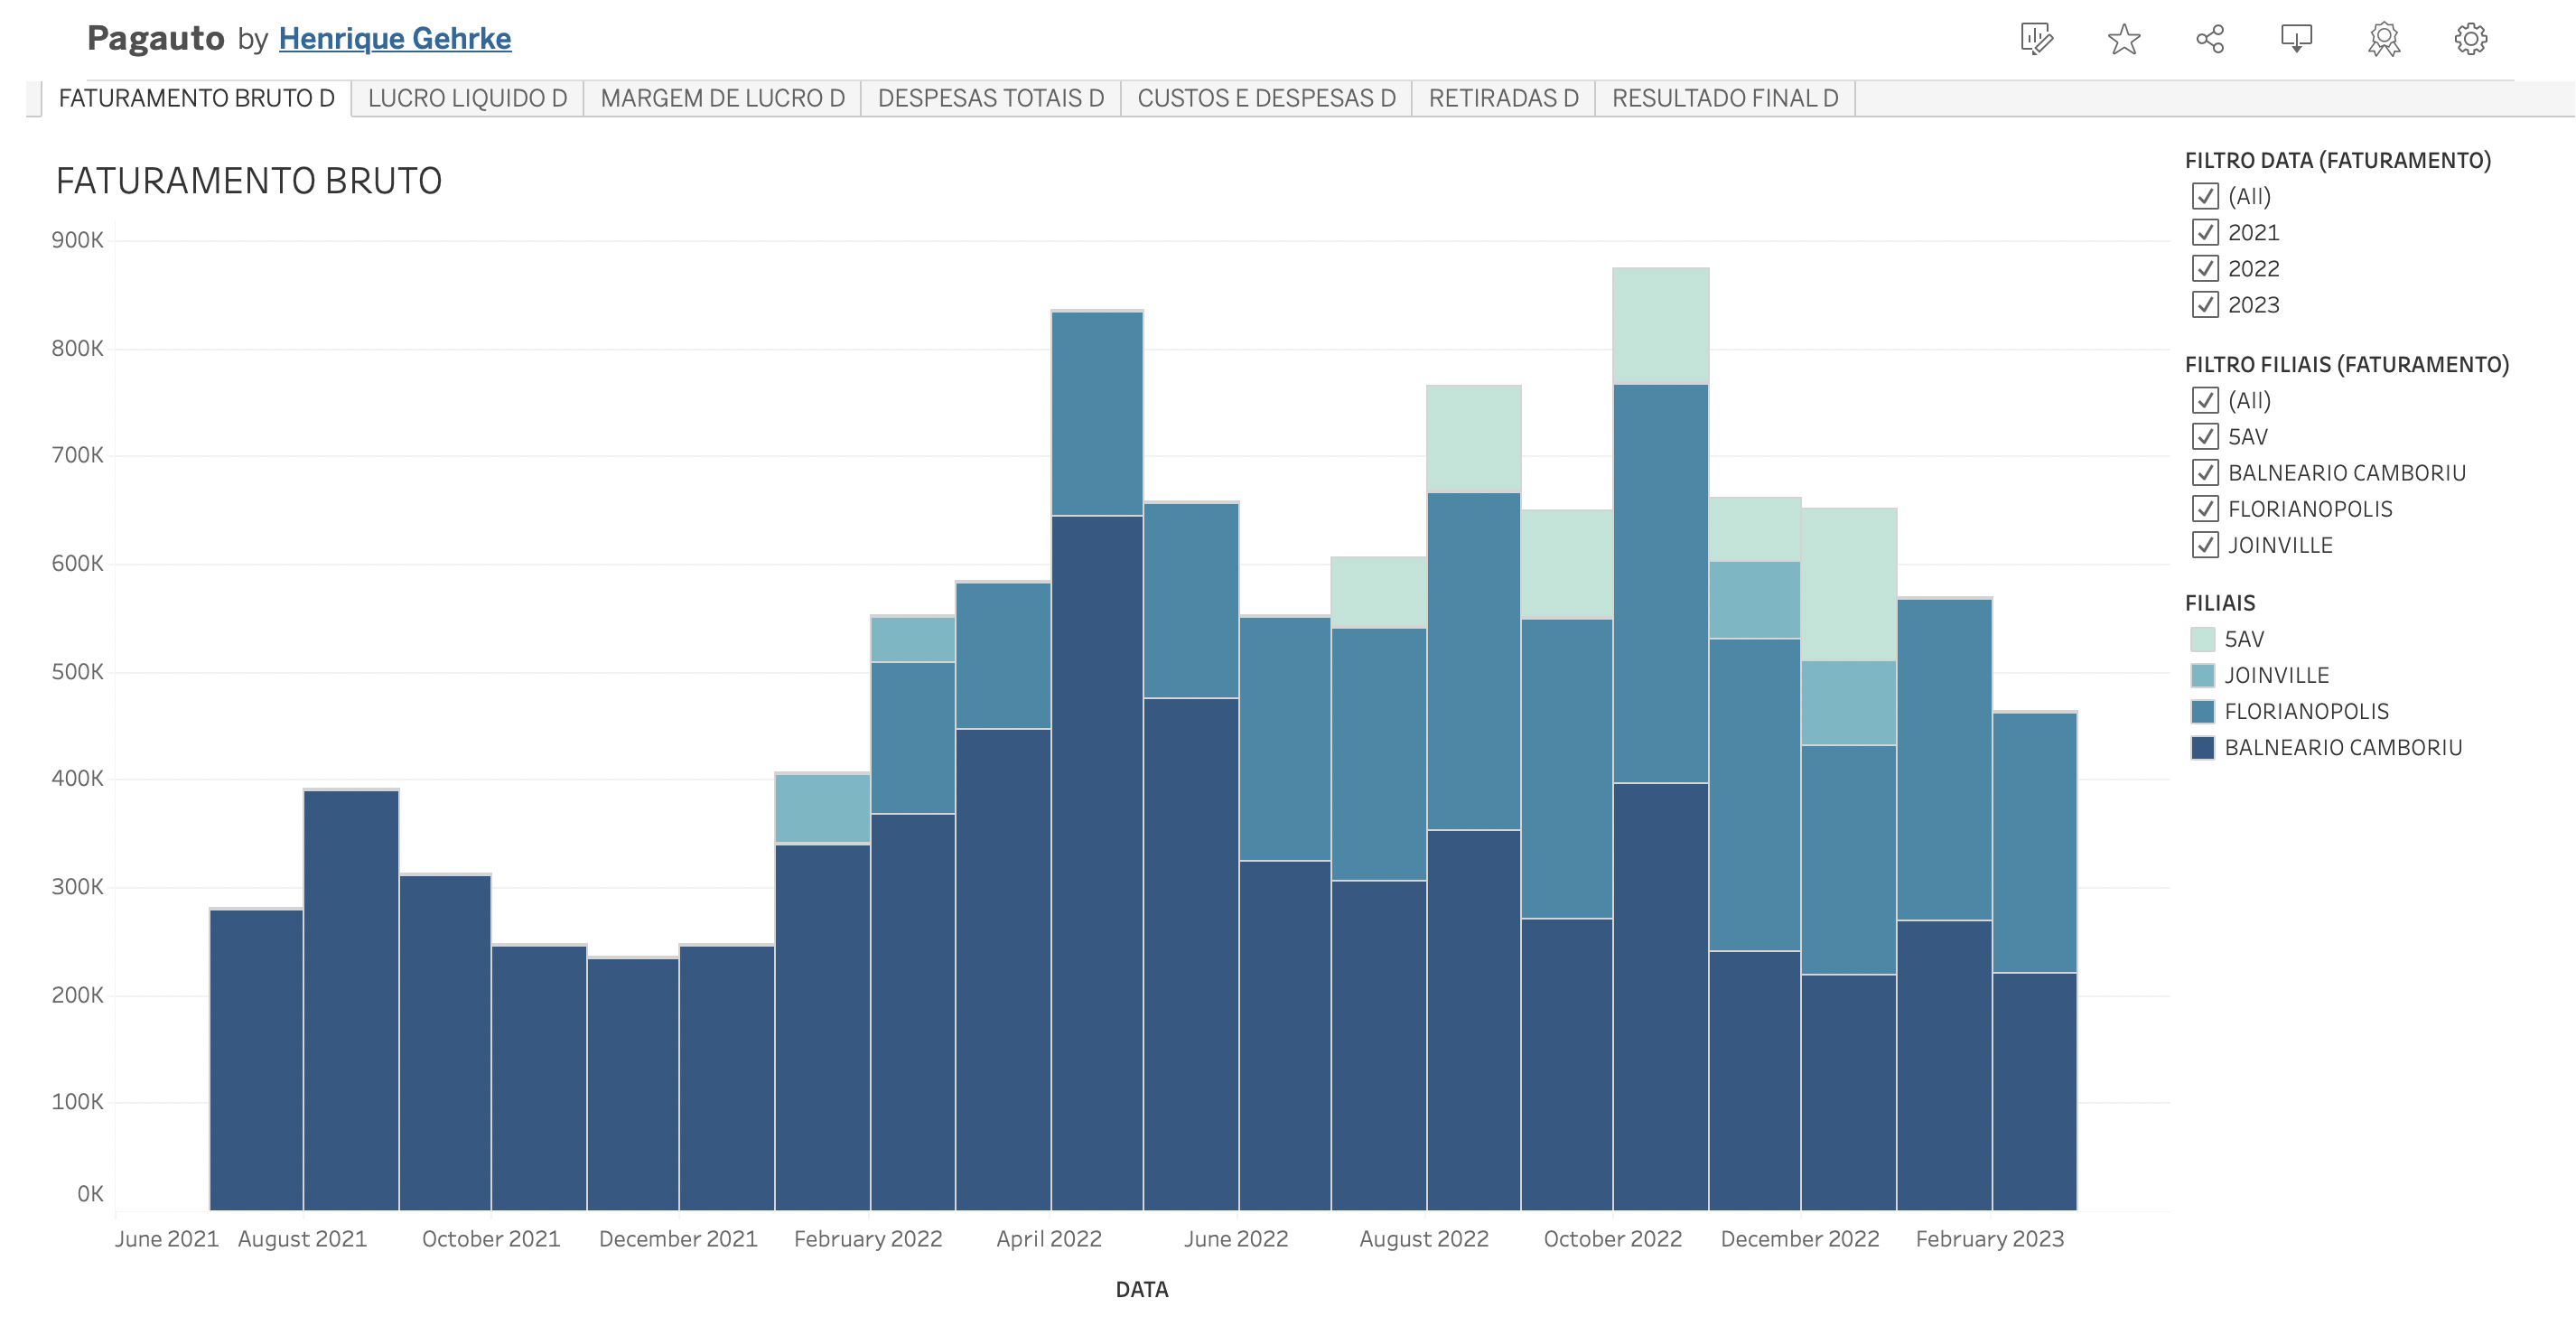 Pagauto by Henrique Gehrke
FATURAMENTO BRUTO D
LUCRO LIQUIDO D
MARGEM DE LUCRO D
DESPESAS TOTAIS D
CUSTOS E DESPESAS D
RETIRADAS D
RESULTADO FINAL D
FATURAMENTO BRUTO
900K
800K
700K
600K
500K
400K
300K
200K
100K
0K
June 2021
August 2021
October 2021
December 2021
February 2022
April 2022
June 2022
August 2022
October 2022
December 2022
February 2023
DATA
FILTRO DATA (FATURAMENTO)
(All)
2021
2022
2023
FILTRO FILIAIS (FATURAMENTO)
(All)
5AV
BALNEARIO CAMBORIU
FLORIANOPOLIS
JOINVILLE
FILIAIS
5AV
JOINVILLE
FLORIANOPOLIS
BALNEARIO CAMBORIU